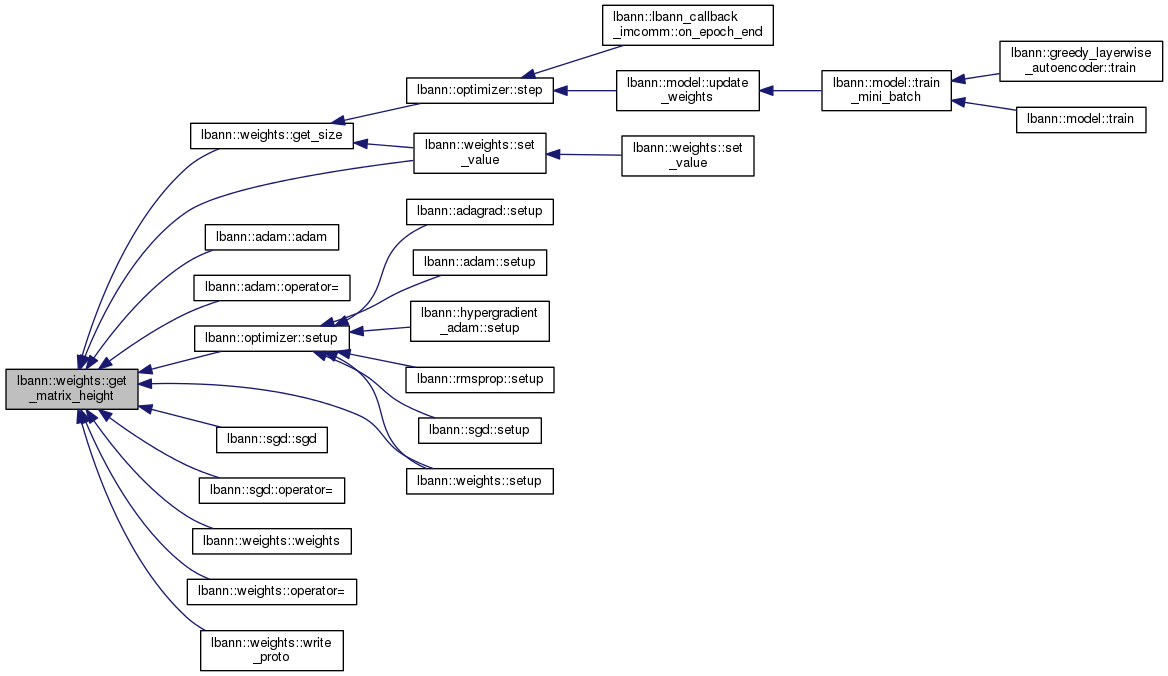 lbann::lbann_callback
_imcomm::on_epoch_end
lbann::greedy_layerwise
_autoencoder::train
lbann::optimizer::step
lbann::model::update
_weights
lbann::model::train
_mini_batch
lbann::model::train
lbann::weights::get_size
lbann::weights::set
_value
lbann::weights::set
_value
lbann::adagrad::setup
lbann::adam::adam
lbann::adam::setup
lbann::adam::operator=
lbann::hypergradient
_adam::setup
lbann::optimizer::setup
lbann::rmsprop::setup
lbann::weights::get
_matrix_height
lbann::sgd::setup
lbann::sgd::sgd
lbann::weights::setup
lbann::sgd::operator=
lbann::weights::weights
lbann::weights::operator=
lbann::weights::write
_proto